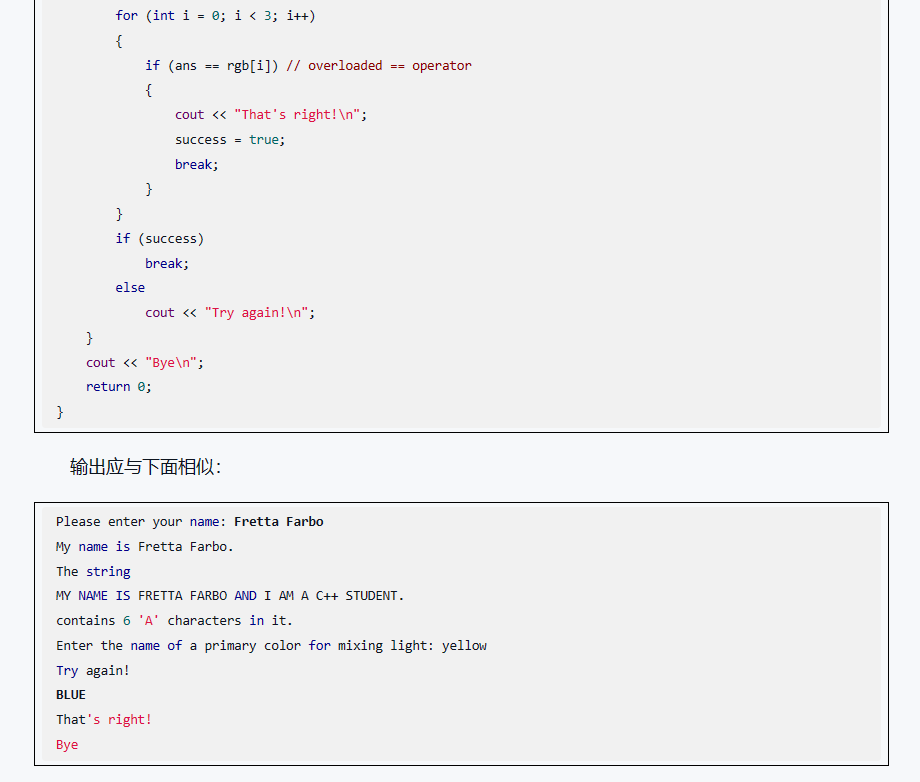 for (int i = 0; i < 3; i++)
{
if (ans == rgb[i]) // overloaded == operator
{
cout << "That's right!\n";
success = true;
break;
}
}
if (success)
break;
else
cout << "Try again!\n";
}
cout << "Bye\n";
return 0;
}
输出应与下面相似：
Please enter your name: Fretta Farbo
My name is Fretta Farbo.
The string
MY NAME IS FRETTA FARBO AND I AM A C++ STUDENT.
contains 6 'A' characters in it.
Enter the name of a primary color for mixing light: yellow
Try again!
BLUE
That's right!
Bye